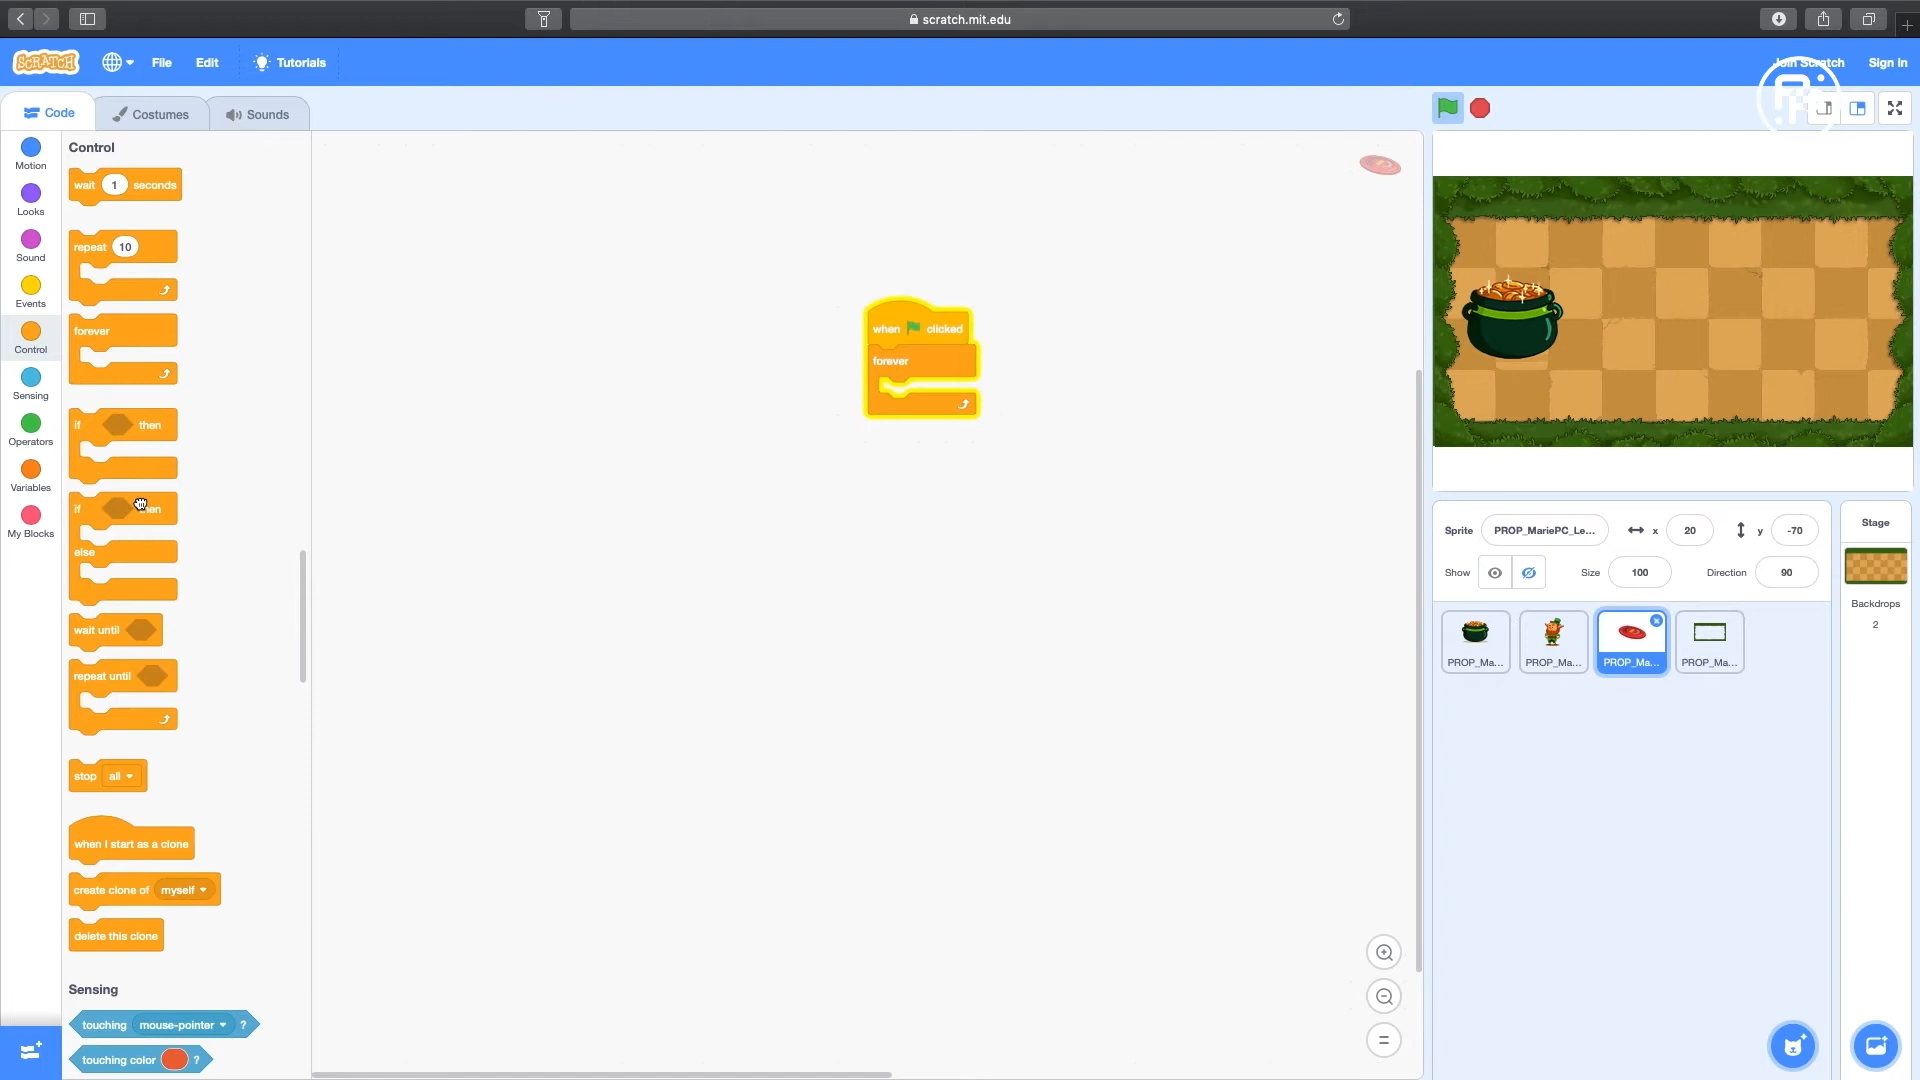 scratch.mit.edu
SCRATCH
File
Edit
Tutorials
Join Scratch
Sign in
Code
Costumes
Sounds
Motion
Looks
Sound
Events
Control
Sensing
Operators
Variables
My Blocks
Control
wait 1 seconds
repeat 10
forever
if then
if then
else
wait until
repeat until
stop all
when I start as a clone
create clone of myself
delete this clone
Sensing
touching mouse-pointer ?
touching color ?
when clicked
forever
Sprite PROP_MariePC_Le... x 20 y -70
Show Size 100 Direction 90
PROP_Ma...
PROP_Ma...
PROP_Ma...
PROP_Ma...
Stage
Backdrops
2